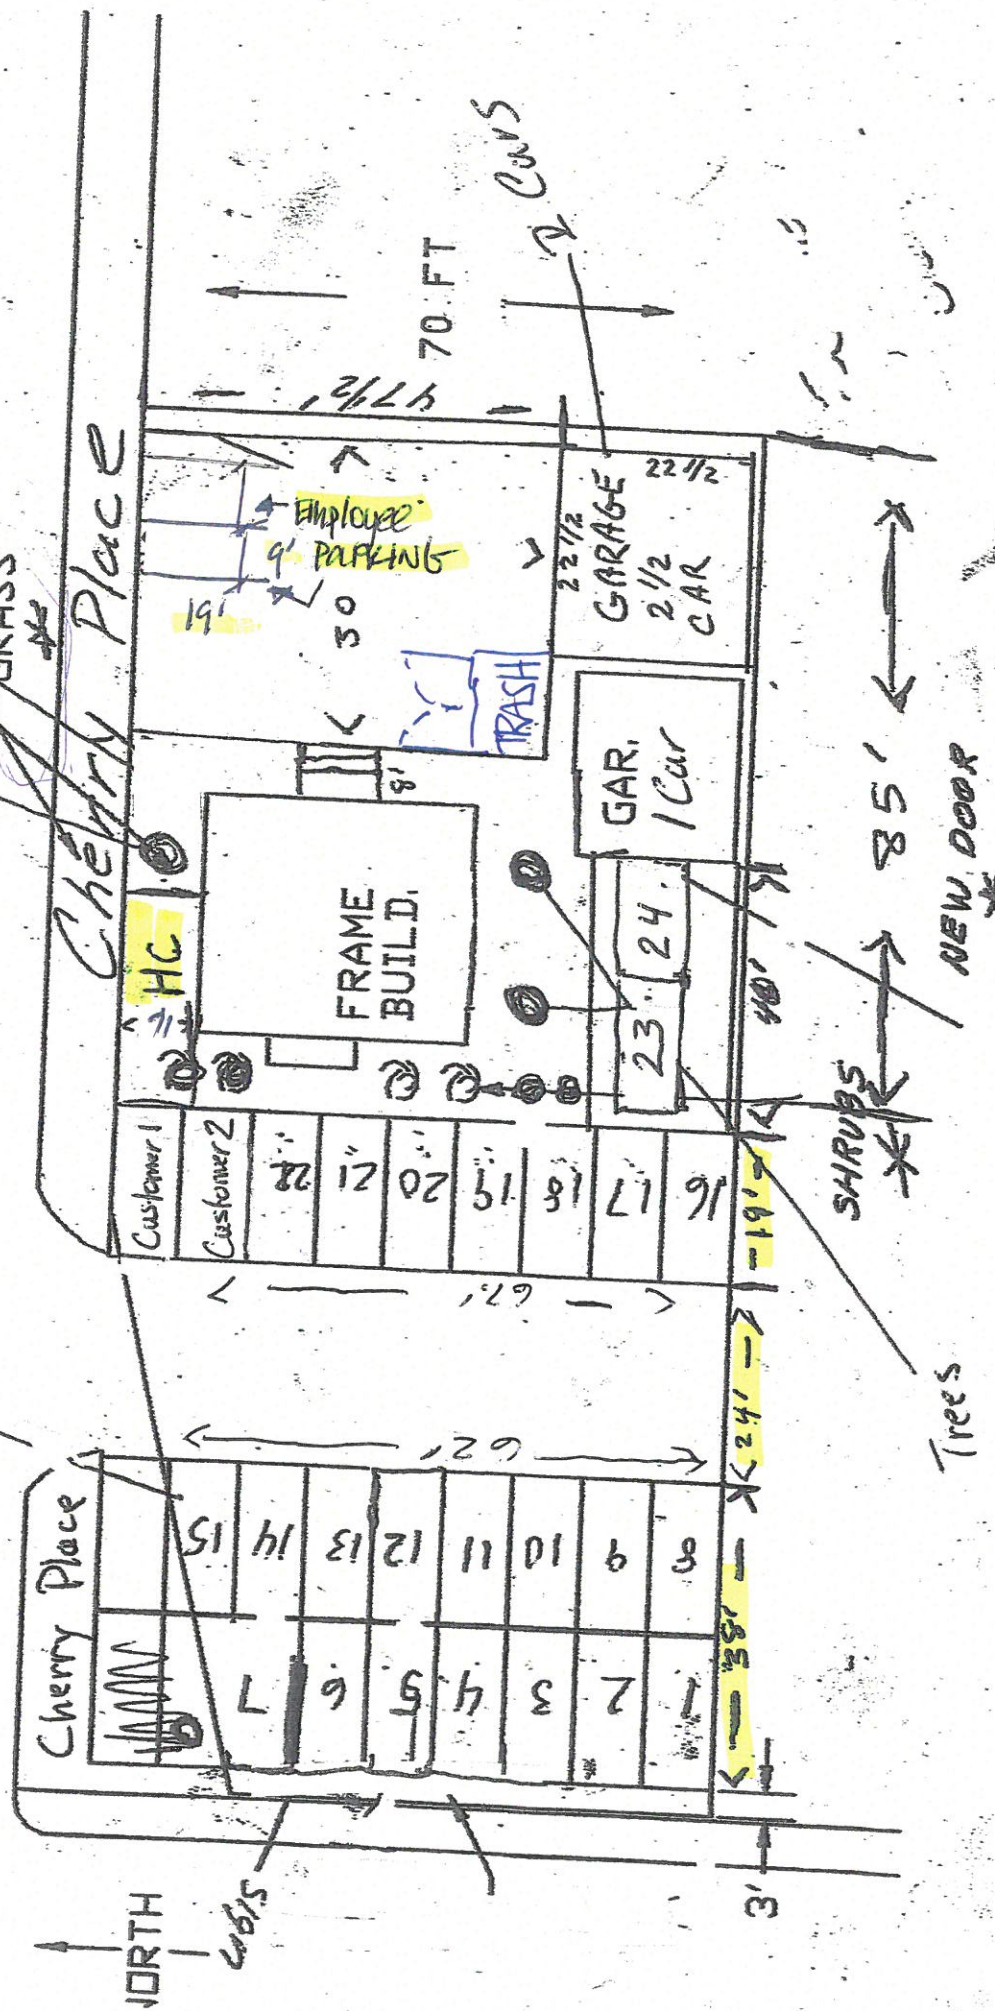 GRASS
*
Cherry Place
Cherry Place
NORTH
Curbs
HC
Customer 1
Customer 2
22
21
20
19
18
17
16
67'
62'
15
14
13
12
11
10
9
8
7
6
5
4
3
2
1
FRAME
BUILD.
8'
30
19'
9'
Employee
PARKING
TRASH
47 1/2'
70 FT
2 Cars
22 1/2
GARAGE
2 1/2
CAR
22 1/2
GAR.
1 Car
23
24
3'
38'
24'
19'
40'
85'
SHRUBS
*
NEW DOOR
*
Trees